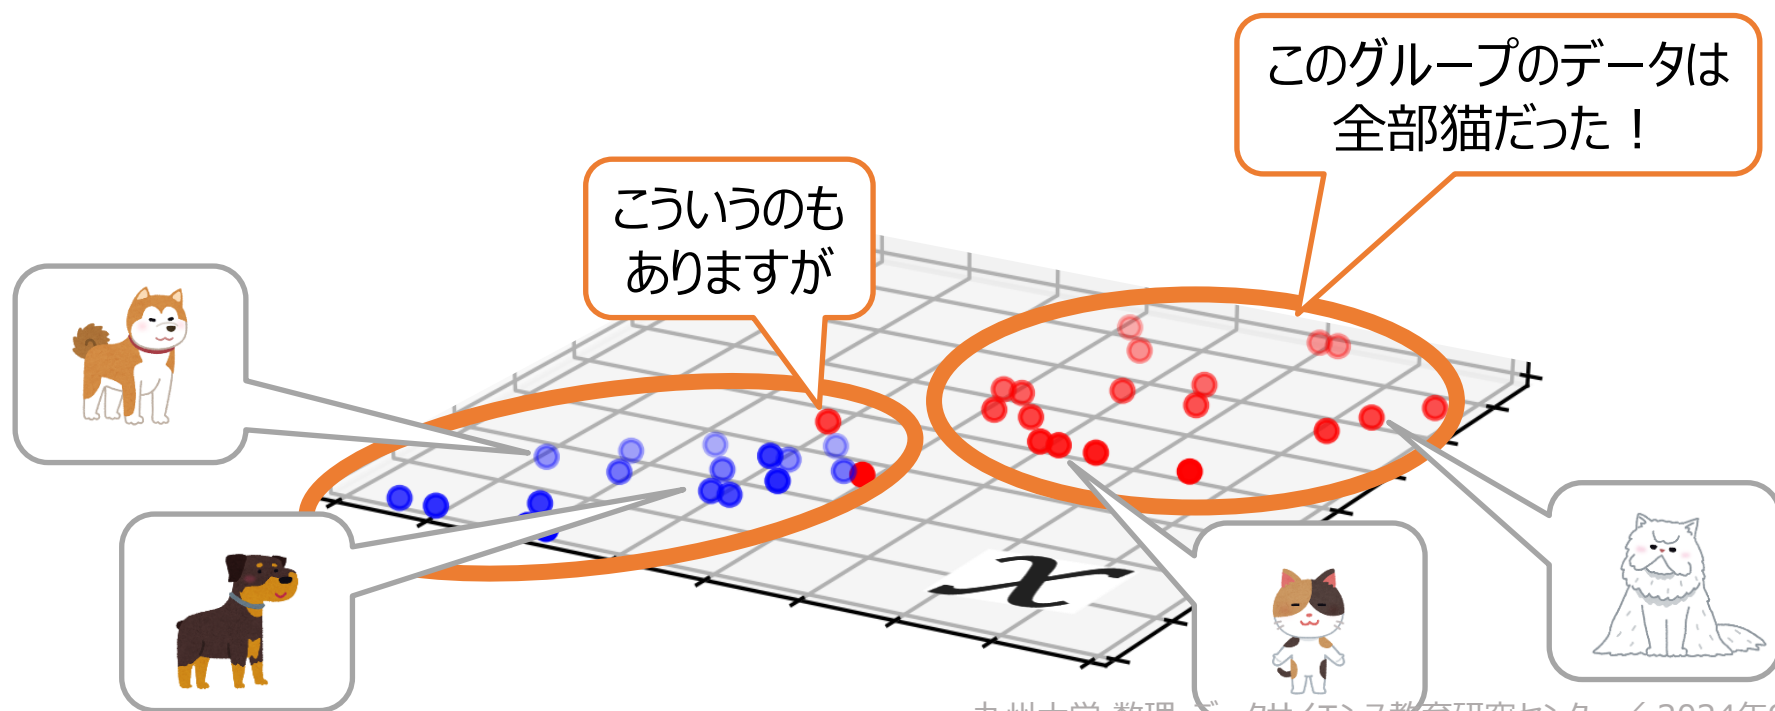 このグループのデータは
全部猫だった！
こういうのも
ありますが
x